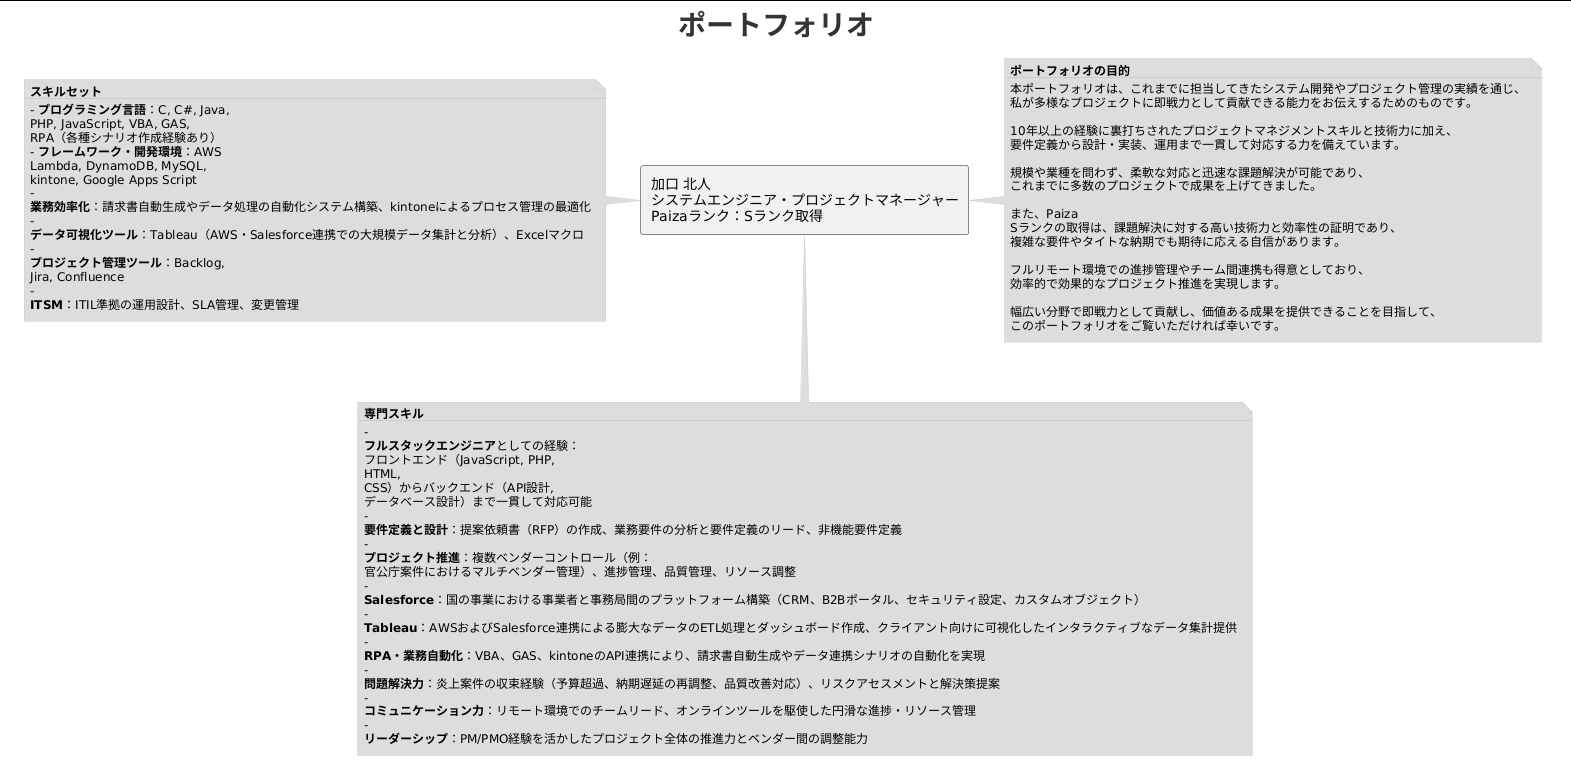 ポートフォリオ
スキルセット
- プログラミング言語：C, C#, Java,
PHP, JavaScript, VBA, GAS,
RPA（各種シナリオ作成経験あり）
- フレームワーク・開発環境：AWS
Lambda, DynamoDB, MySQL,
kintone, Google Apps Script
-
業務効率化：請求書自動生成やデータ処理の自動化システム構築、kintoneによるプロセス管理の最適化
-
データ可視化ツール：Tableau（AWS・Salesforce連携での大規模データ集計と分析）、Excelマクロ
-
プロジェクト管理ツール：Backlog,
Jira, Confluence
-
ITSM：ITIL準拠の運用設計、SLA管理、変更管理
加口 北人
システムエンジニア・プロジェクトマネージャー
Paizaランク：Sランク取得
ポートフォリオの目的
本ポートフォリオは、これまでに担当してきたシステム開発やプロジェクト管理の実績を通じ、
私が多様なプロジェクトに即戦力として貢献できる能力をお伝えするためのものです。
10年以上の経験に裏打ちされたプロジェクトマネジメントスキルと技術力に加え、
要件定義から設計・実装、運用まで一貫して対応する力を備えています。
規模や業種を問わず、柔軟な対応と迅速な課題解決が可能であり、
これまでに多数のプロジェクトで成果を上げてきました。
また、Paiza
Sランクの取得は、課題解決に対する高い技術力と効率性の証明であり、
複雑な要件やタイトな納期でも期待に応える自信があります。
フルリモート環境での進捗管理やチーム間連携も得意としており、
効率的で効果的なプロジェクト推進を実現します。
幅広い分野で即戦力として貢献し、価値ある成果を提供できることを目指して、
このポートフォリオをご覧いただければ幸いです。
専門スキル
-
フルスタックエンジニアとしての経験：
フロントエンド（JavaScript, PHP,
HTML,
CSS）からバックエンド（API設計,
データベース設計）まで一貫して対応可能
-
要件定義と設計：提案依頼書（RFP）の作成、業務要件の分析と要件定義のリード、非機能要件定義
-
プロジェクト推進：複数ベンダーコントロール（例：
官公庁案件におけるマルチベンダー管理）、進捗管理、品質管理、リソース調整
-
Salesforce：国の事業における事業者と事務局間のプラットフォーム構築（CRM、B2Bポータル、セキュリティ設定、カスタムオブジェクト）
-
Tableau：AWSおよびSalesforce連携による膨大なデータのETL処理とダッシュボード作成、クライアント向けに可視化したインタラクティブなデータ集計提供
-
RPA・業務自動化：VBA、GAS、kintoneのAPI連携により、請求書自動生成やデータ連携シナリオの自動化を実現
-
問題解決力：炎上案件の収束経験（予算超過、納期遅延の再調整、品質改善対応）、リスクアセスメントと解決策提案
-
コミュニケーション力：リモート環境でのチームリード、オンラインツールを駆使した円滑な進捗・リソース管理
-
リーダーシップ：PM/PMO経験を活かしたプロジェクト全体の推進力とベンダー間の調整能力